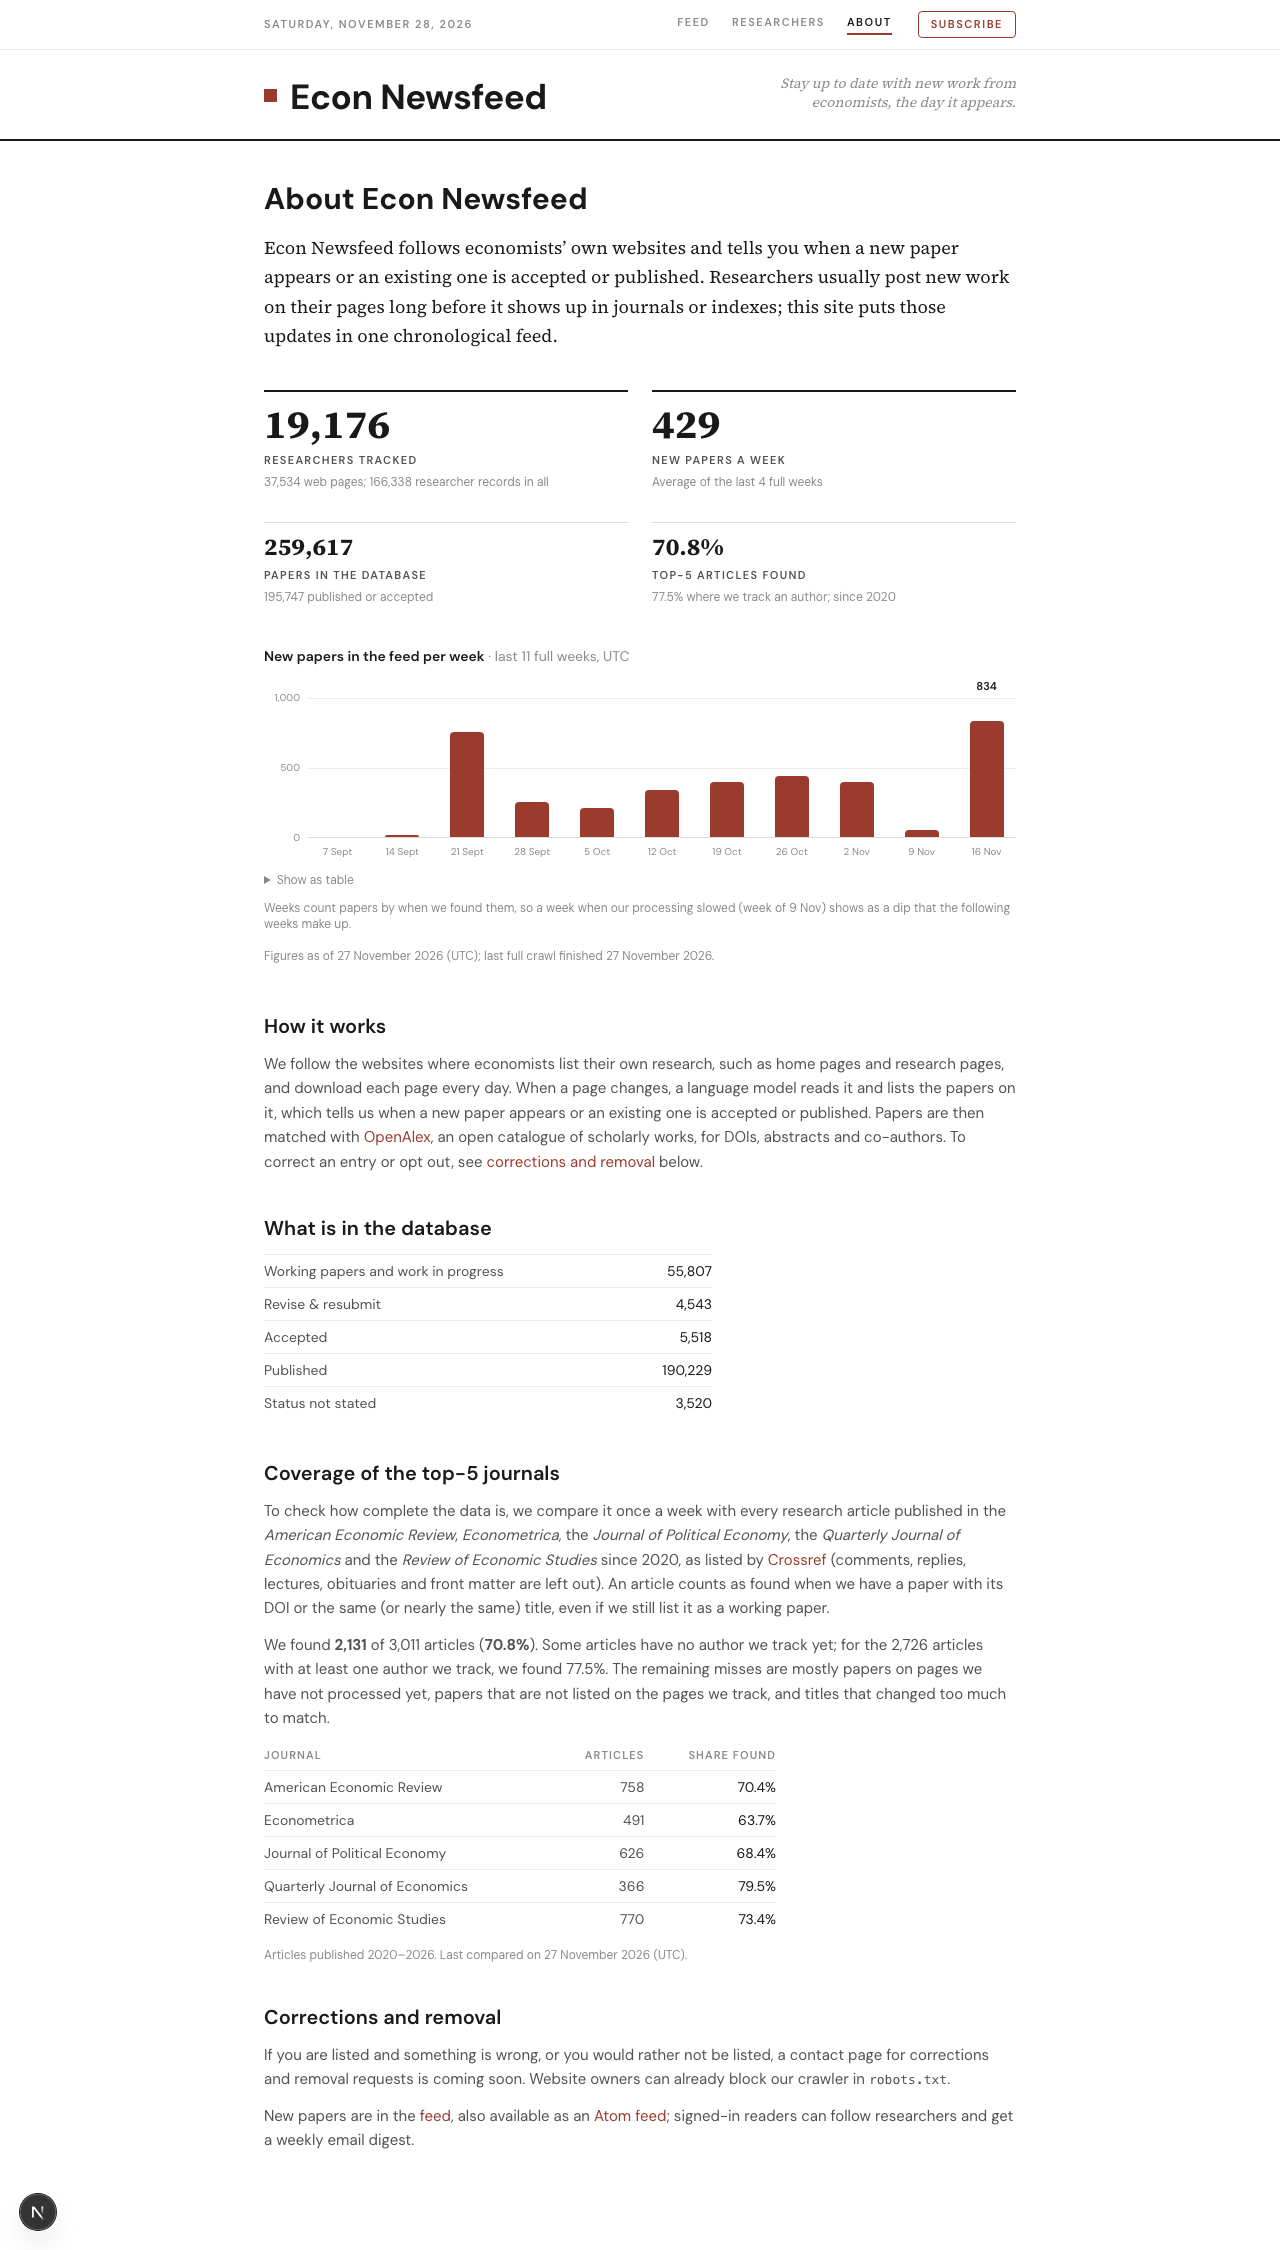 SATURDAY, NOVEMBER 28, 2026
FEED RESEARCHERS ABOUT SUBSCRIBE
Econ Newsfeed
Stay up to date with new work from
economists, the day it appears.
About Econ Newsfeed
Econ Newsfeed follows economists’ own websites and tells you when a new paper
appears or an existing one is accepted or published. Researchers usually post new work
on their pages long before it shows up in journals or indexes; this site puts those
updates in one chronological feed.
19,176
RESEARCHERS TRACKED
37,534 web pages; 166,338 researcher records in all
429
NEW PAPERS A WEEK
Average of the last 4 full weeks
259,617
PAPERS IN THE DATABASE
195,747 published or accepted
70.8%
TOP-5 ARTICLES FOUND
77.5% where we track an author; since 2020
New papers in the feed per week · last 11 full weeks, UTC
834
1,000
500
0
7 Sept 14 Sept 21 Sept 28 Sept 5 Oct 12 Oct 19 Oct 26 Oct 2 Nov 9 Nov 16 Nov
Show as table
Weeks count papers by when we found them, so a week when our processing slowed (week of 9 Nov) shows as a dip that the following
weeks make up.
Figures as of 27 November 2026 (UTC); last full crawl finished 27 November 2026.
How it works
We follow the websites where economists list their own research, such as home pages and research pages,
and download each page every day. When a page changes, a language model reads it and lists the papers on
it, which tells us when a new paper appears or an existing one is accepted or published. Papers are then
matched with OpenAlex, an open catalogue of scholarly works, for DOIs, abstracts and co-authors. To
correct an entry or opt out, see corrections and removal below.
What is in the database
Working papers and work in progress 55,807
Revise & resubmit 4,543
Accepted 5,518
Published 190,229
Status not stated 3,520
Coverage of the top-5 journals
To check how complete the data is, we compare it once a week with every research article published in the
American Economic Review, Econometrica, the Journal of Political Economy, the Quarterly Journal of
Economics and the Review of Economic Studies since 2020, as listed by Crossref (comments, replies,
lectures, obituaries and front matter are left out). An article counts as found when we have a paper with its
DOI or the same (or nearly the same) title, even if we still list it as a working paper.
We found 2,131 of 3,011 articles (70.8%). Some articles have no author we track yet; for the 2,726 articles
with at least one author we track, we found 77.5%. The remaining misses are mostly papers on pages we
have not processed yet, papers that are not listed on the pages we track, and titles that changed too much
to match.
JOURNAL ARTICLES SHARE FOUND
American Economic Review 758 70.4%
Econometrica 491 63.7%
Journal of Political Economy 626 68.4%
Quarterly Journal of Economics 366 79.5%
Review of Economic Studies 770 73.4%
Articles published 2020–2026. Last compared on 27 November 2026 (UTC).
Corrections and removal
If you are listed and something is wrong, or you would rather not be listed, a contact page for corrections
and removal requests is coming soon. Website owners can already block our crawler in robots.txt.
New papers are in the feed, also available as an Atom feed; signed-in readers can follow researchers and get
a weekly email digest.
N